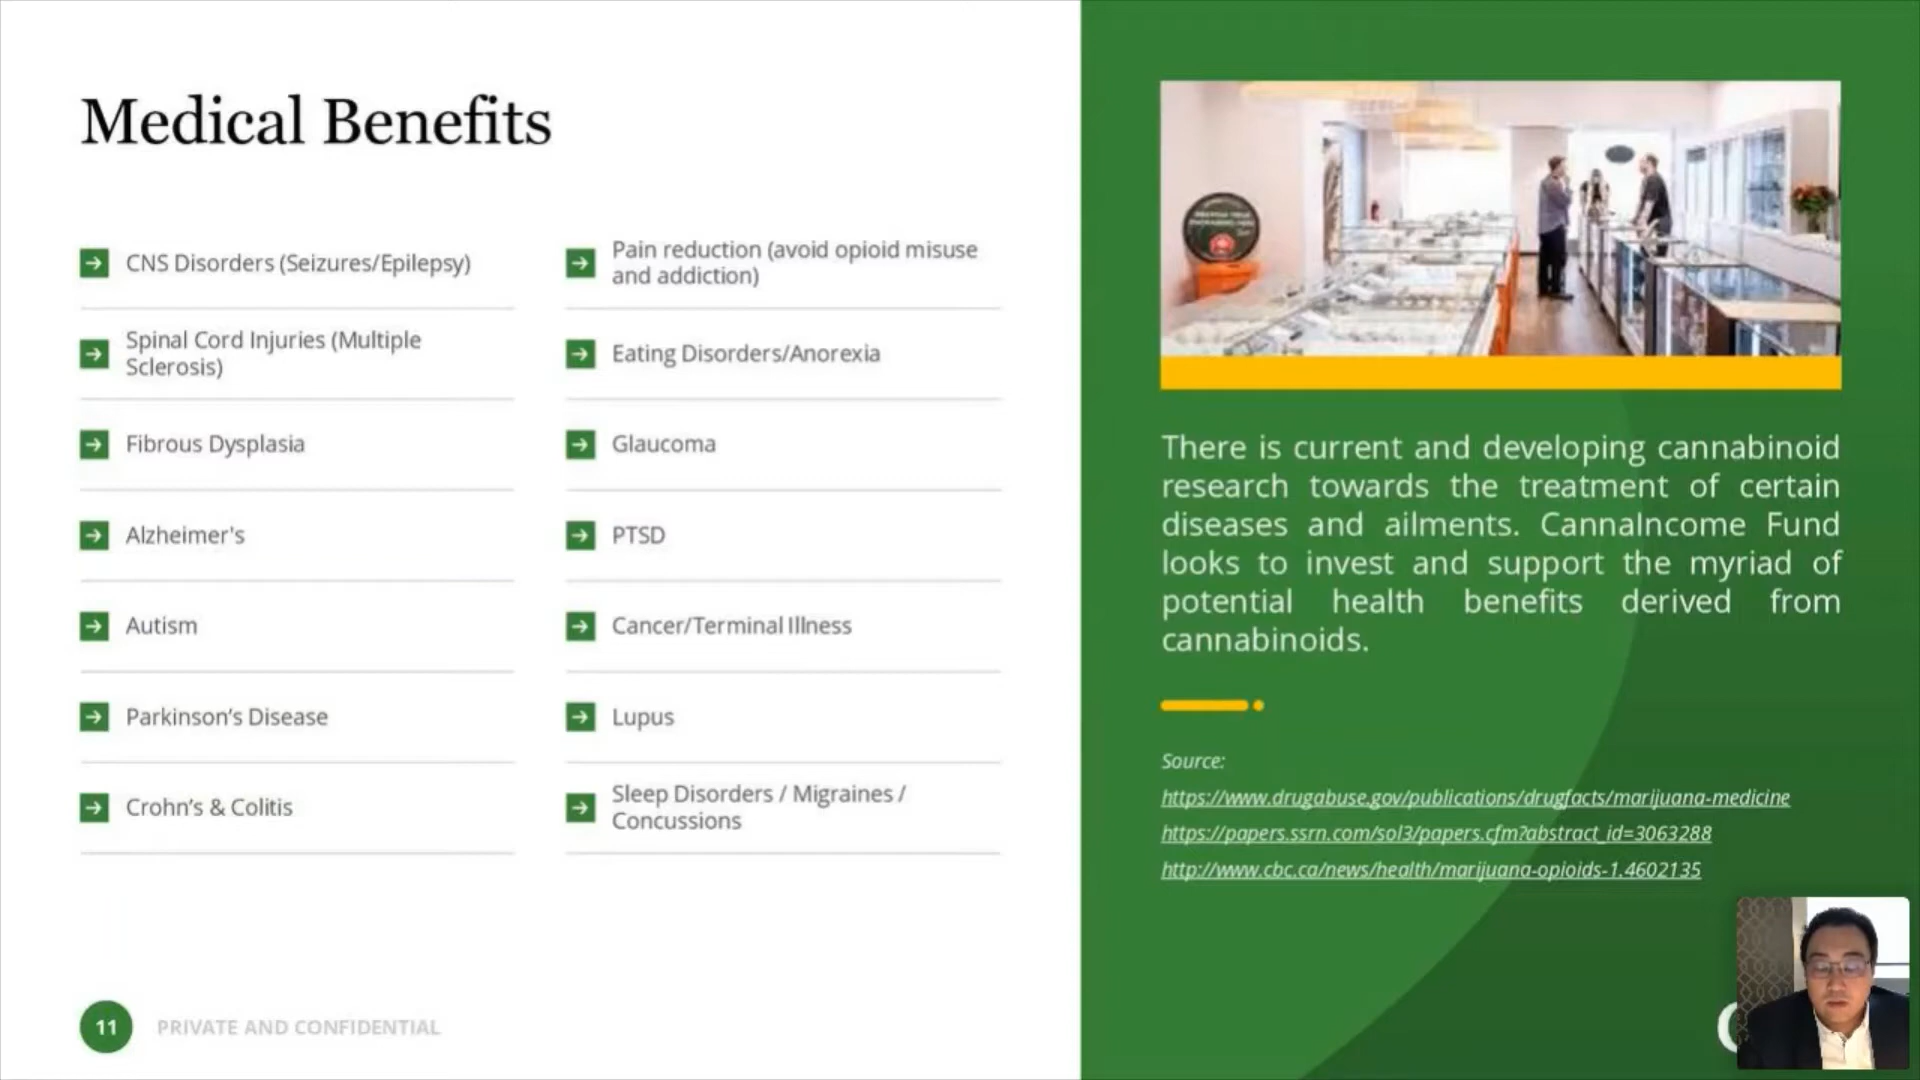 Medical Benefits
CNS Disorders (Seizures/Epilepsy)
Spinal Cord Injuries (Multiple
Sclerosis)
Fibrous Dysplasia
Alzheimer's
Autism
Parkinson’s Disease
Crohn’s & Colitis
Pain reduction (avoid opioid misuse
and addiction)
Eating Disorders/Anorexia
Glaucoma
PTSD
Cancer/Terminal Illness
Lupus
Sleep Disorders / Migraines /
Concussions
11 PRIVATE AND CONFIDENTIAL
There is current and developing cannabinoid
research towards the treatment of certain
diseases and ailments. CannaIncome Fund
looks to invest and support the myriad of
potential health benefits derived from
cannabinoids.
Source:
https://www.drugabuse.gov/publications/drugfacts/marijuana-medicine
https://papers.ssrn.com/sol3/papers.cfm?abstract_id=3063288
http://www.cbc.ca/news/health/marijuana-opioids-1.4602135